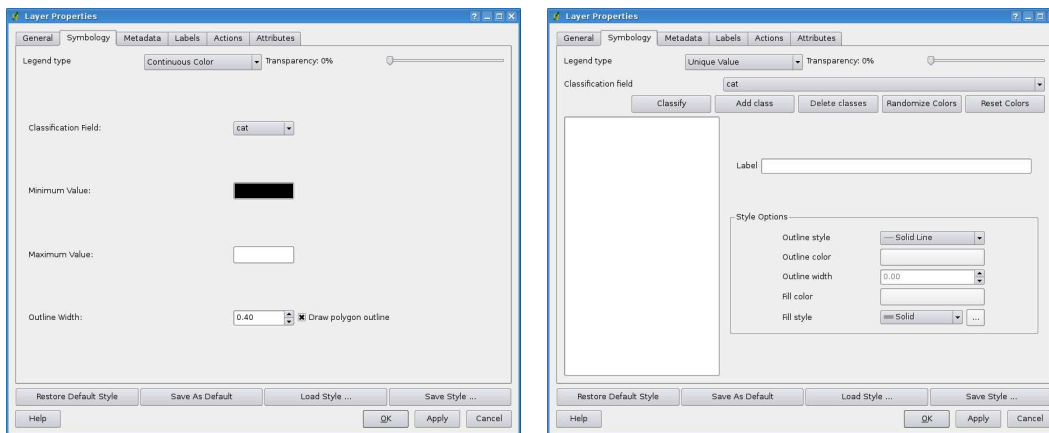 Layer Properties
General Symbology Metadata Labels Actions Attributes
Legend type Continuous Color Transparency: 0%
Classification Field: cat
Minimum Value:
Maximum Value:
Outline Width: 0.40 Draw polygon outline
Restore Default Style Save As Default Load Style ... Save Style ...
Help OK Apply Cancel
Layer Properties
General Symbology Metadata Labels Actions Attributes
Legend type Unique Value Transparency: 0%
Classification field cat
Classify Add class Delete classes Randomize Colors Reset Colors
Label
Style Options
Outline style Solid Line
Outline color
Outline width 0.00
Fill color
Fill style Solid ...
Restore Default Style Save As Default Load Style ... Save Style ...
Help OK Apply Cancel